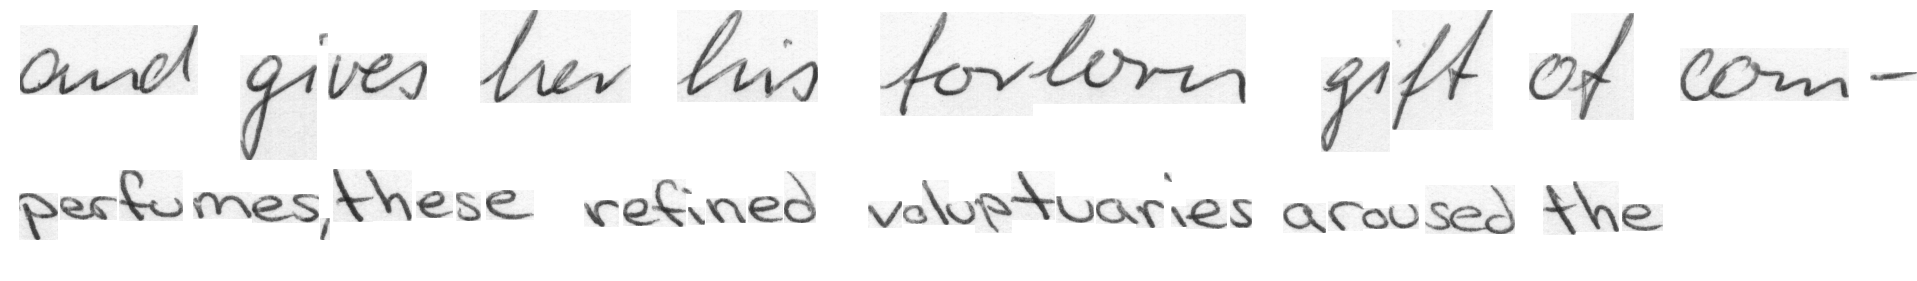 and gives her his forlorn gift of com-
perfumes, these refined voluptuaries aroused the